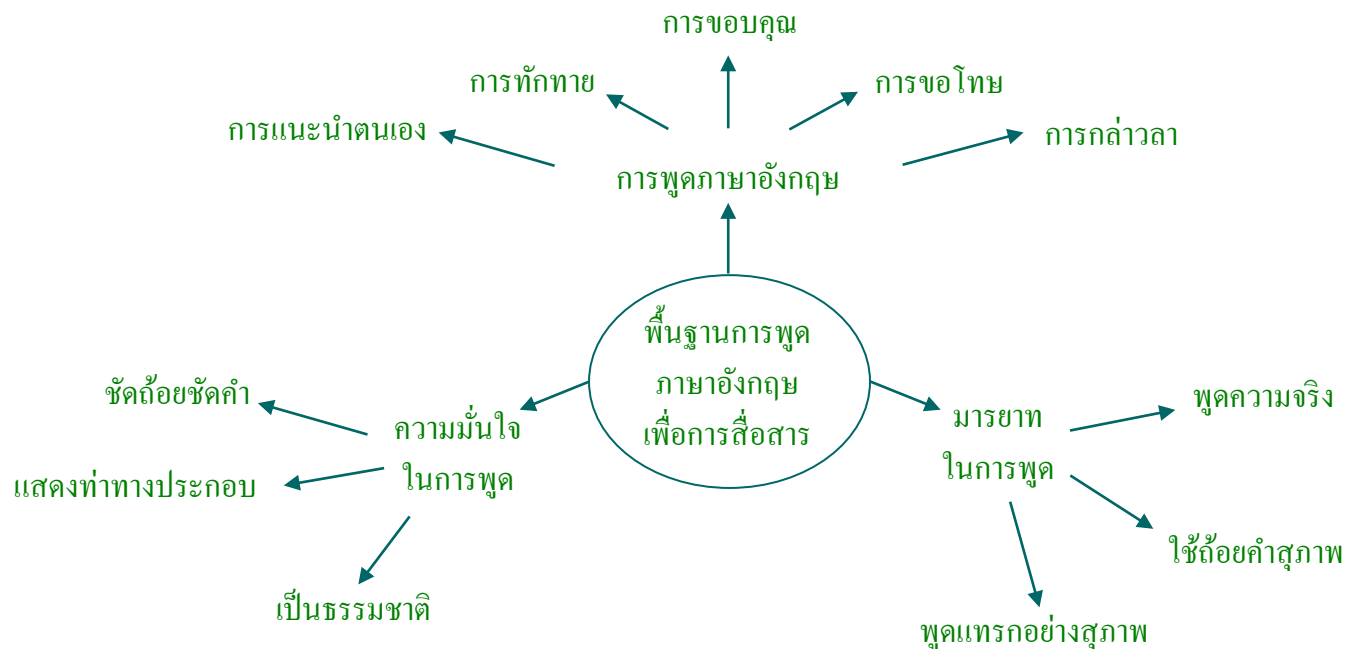 การขอบคุณ
การทักทาย
การขอโทษ
การแนะนำตนเอง
การกล่าวลา
การพูดภาษาอังกฤษ
พื้นฐานการพูด
ภาษาอังกฤษ
เพื่อการสื่อสาร
ชัดถ้อยชัดคำ
ความมั่นใจ
ในการพูด
แสดงท่าทางประกอบ
เป็นธรรมชาติ
มารยาท
ในการพูด
พูดความจริง
ใช้ถ้อยคำสุภาพ
พูดแทรกอย่างสุภาพ